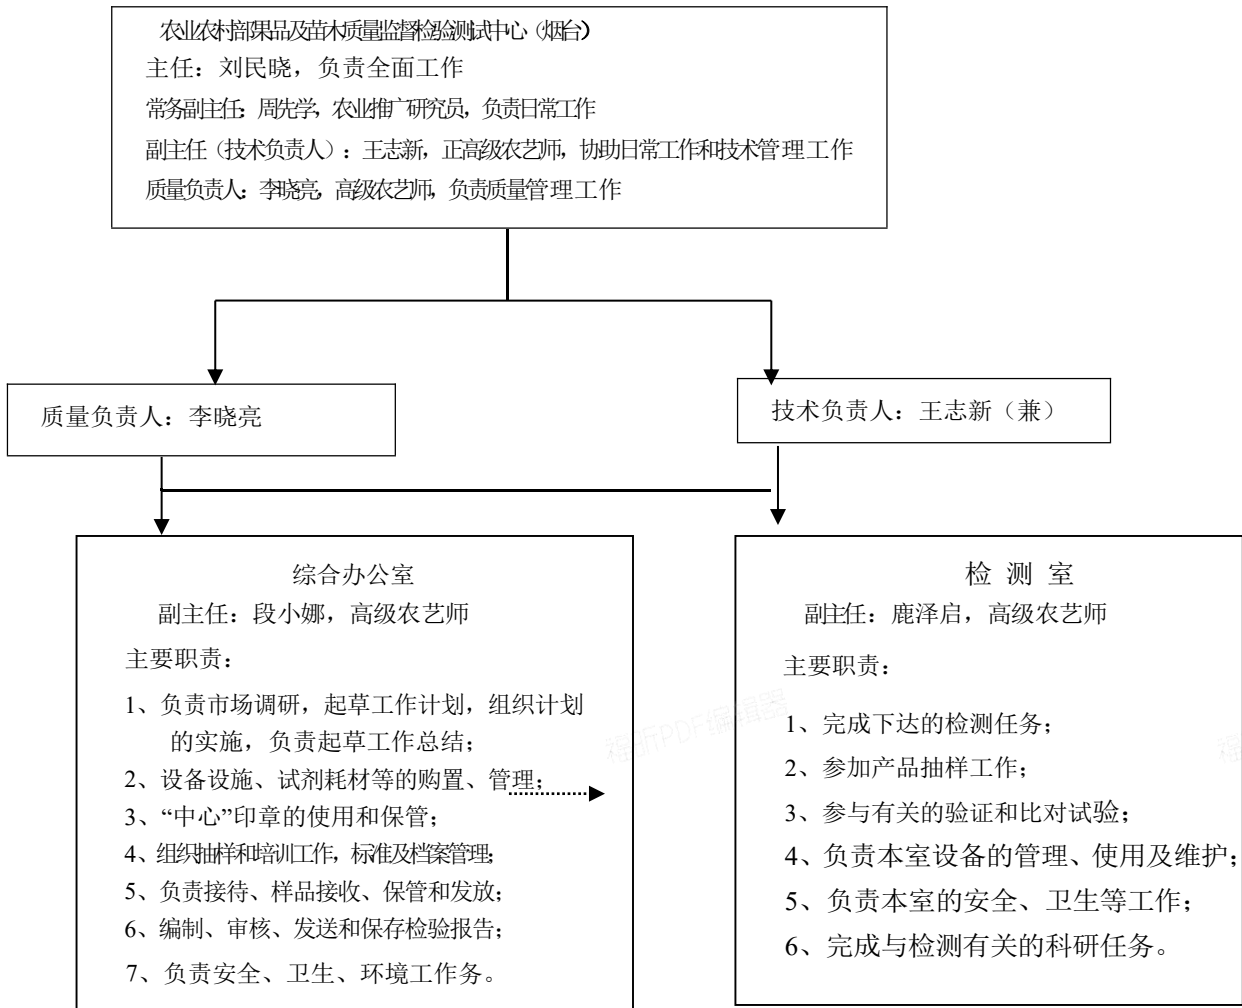 农业农村部果品及苗木质量监督检验测试中心（烟台）
主任：刘民晓，负责全面工作
常务副主任：周先学，农业推广研究员，负责日常工作
副主任（技术负责人）：王志新，正高级农艺师，协助日常工作和技术管理工作
质量负责人：李晓亮，高级农艺师，负责质量管理工作
质量负责人：李晓亮
技术负责人：王志新（兼）
综合办公室
副主任：段小娜，高级农艺师
主要职责：
1、负责市场调研，起草工作计划，组织计划
的实施，负责起草工作总结；
2、设备设施、试剂耗材等的购置、管理；
3、“中心”印章的使用和保管；
4、组织抽样和培训工作，标准及档案管理；
5、负责接待、样品接收、保管和发放；
6、编制、审核、发送和保存检验报告；
7、负责安全、卫生、环境工作务。
检 测 室
副主任：鹿泽启，高级农艺师
主要职责：
1、完成下达的检测任务；
2、参加产品抽样工作；
3、参与有关的验证和比对试验；
4、负责本室设备的管理、使用及维护；
5、负责本室的安全、卫生等工作；
6、完成与检测有关的科研任务。
福昕PDF编辑器
福